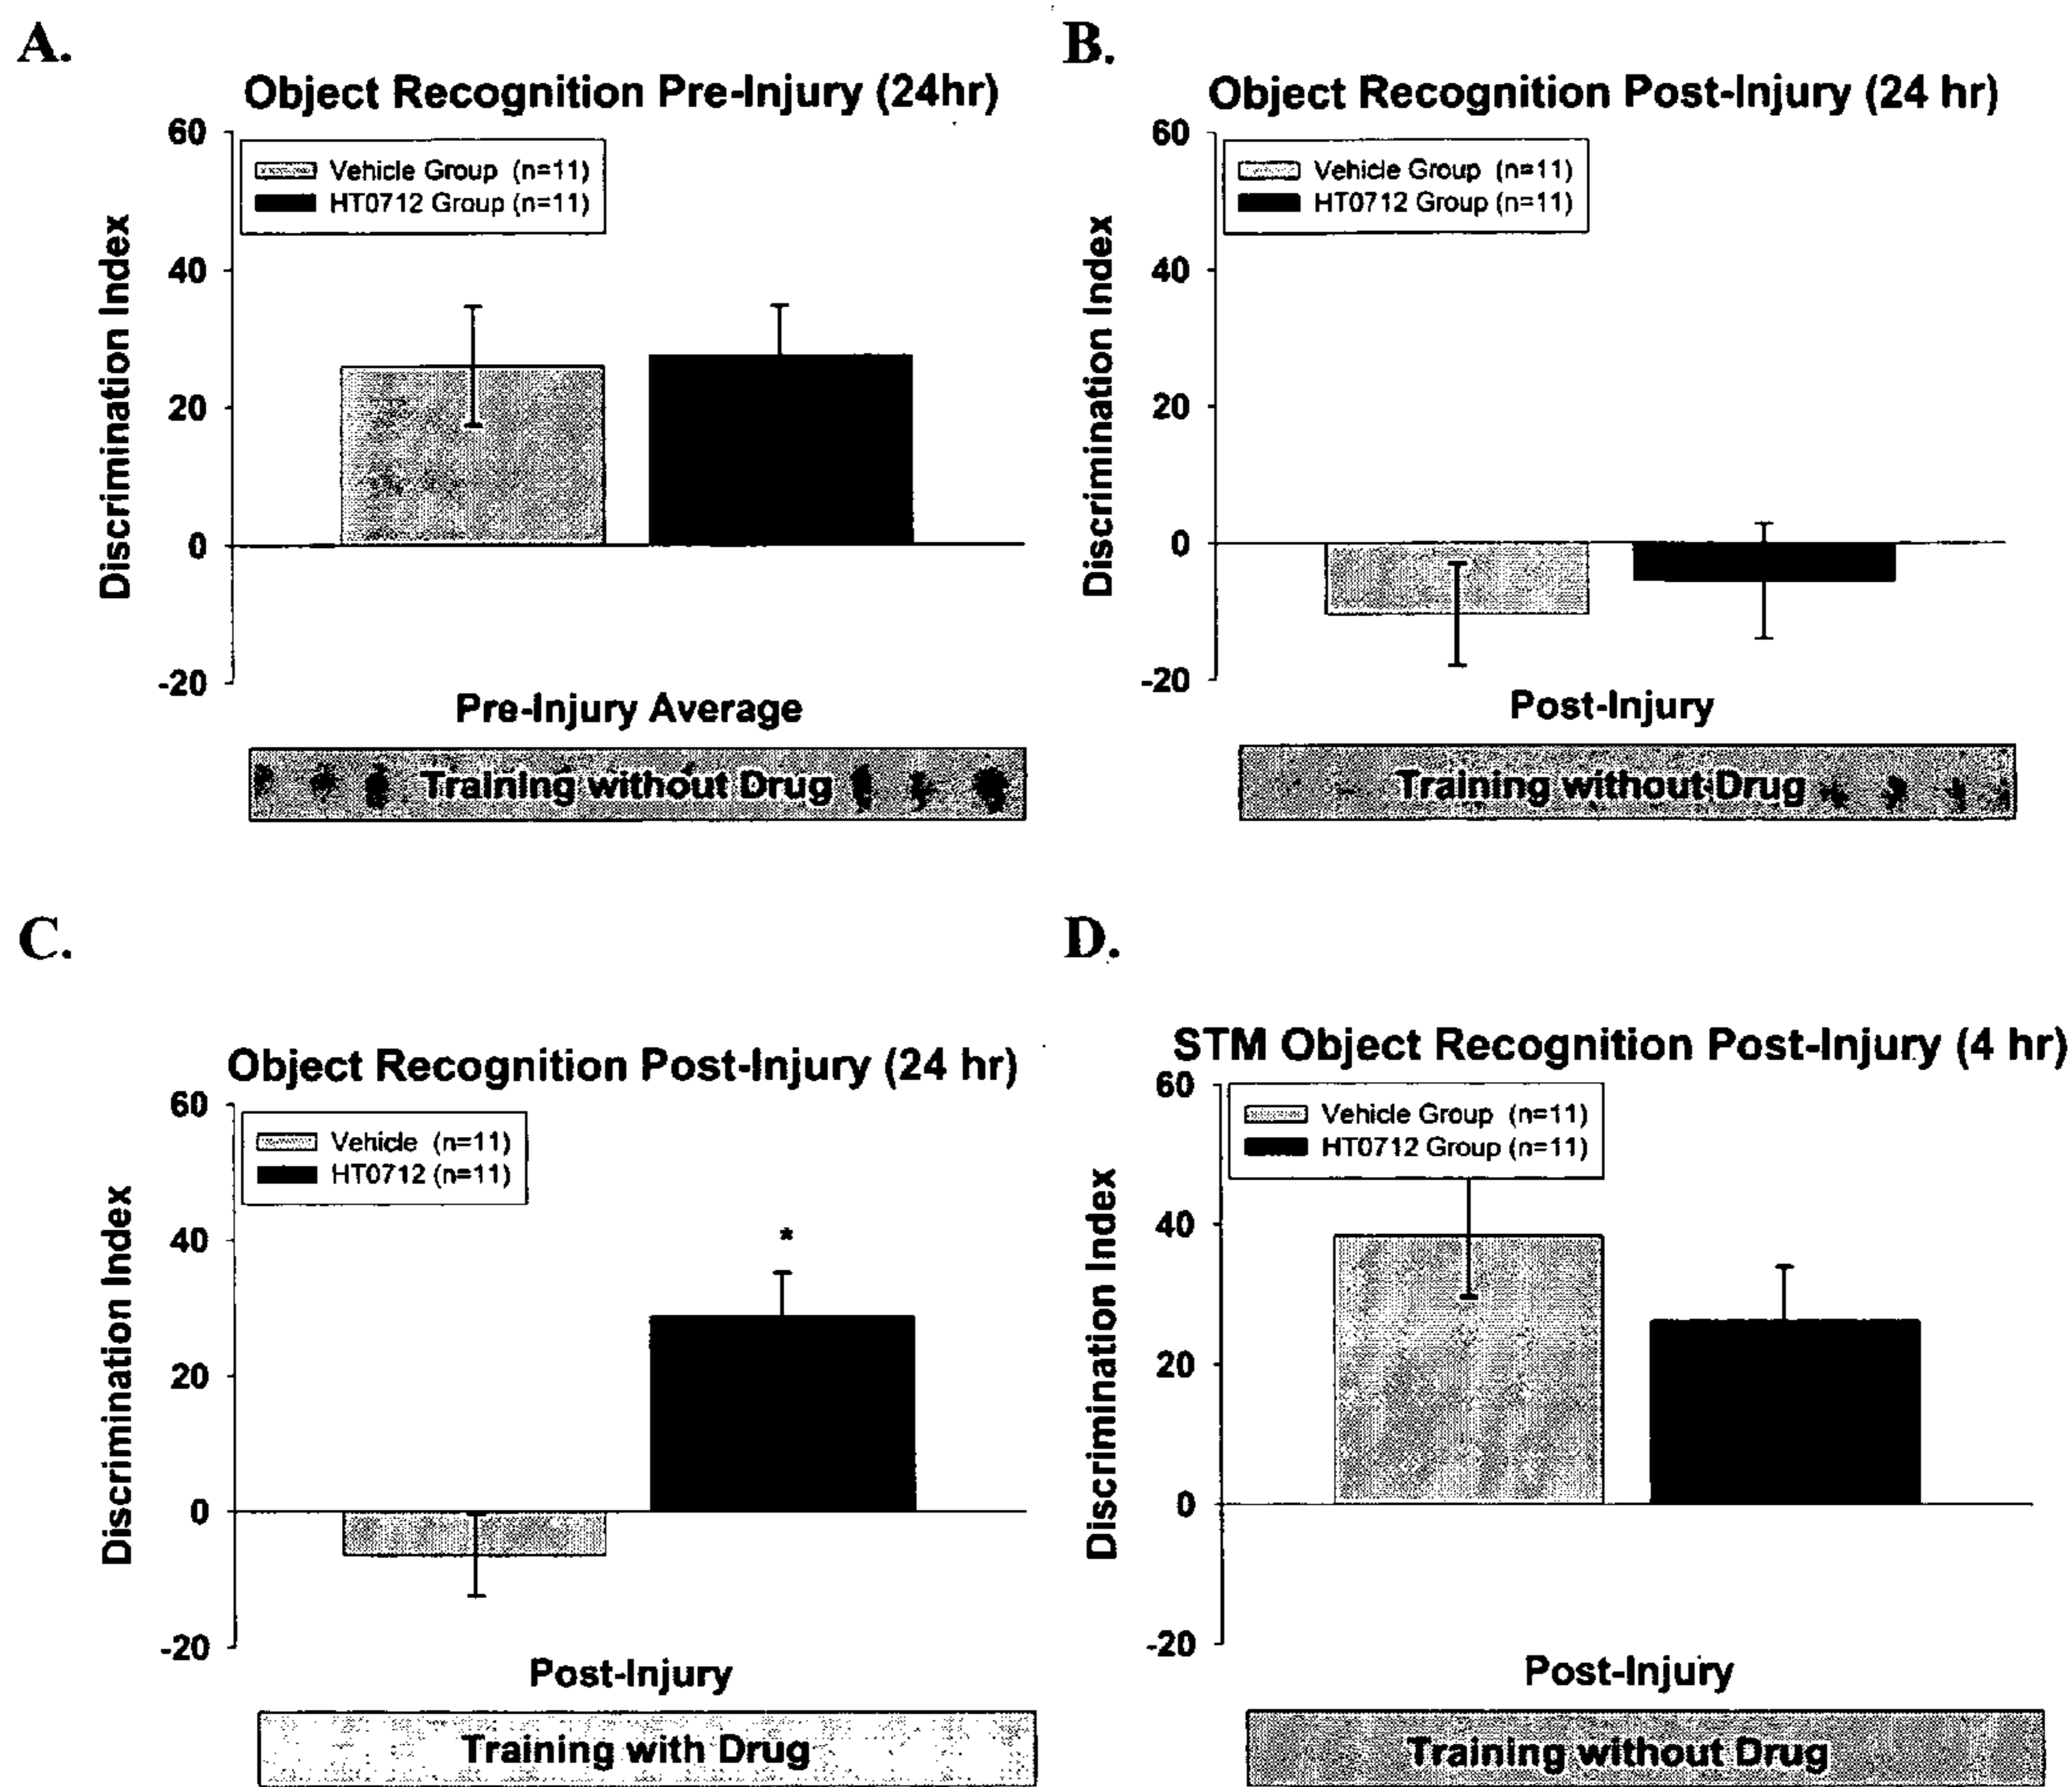 A.
Object Recognition Pre-Injury (24hr)
Vehicle Group (n=11)
HT0712 Group (n=11)
Discrimination Index
60
40
20
0
-20
Pre-Injury Average
Training without Drug
B.
Object Recognition Post-Injury (24 hr)
Vehicle Group (n=11)
HT0712 Group (n=11)
Discrimination Index
60
40
20
0
-20
Post-Injury
Training without Drug
C.
Object Recognition Post-Injury (24 hr)
Vehicle (n=11)
HT0712 (n=11)
Discrimination Index
60
40
20
0
-20
*
Post-Injury
Training with Drug
D.
STM Object Recognition Post-Injury (4 hr)
Vehicle Group (n=11)
HT0712 Group (n=11)
Discrimination Index
60
40
20
0
-20
Post-Injury
Training without Drug